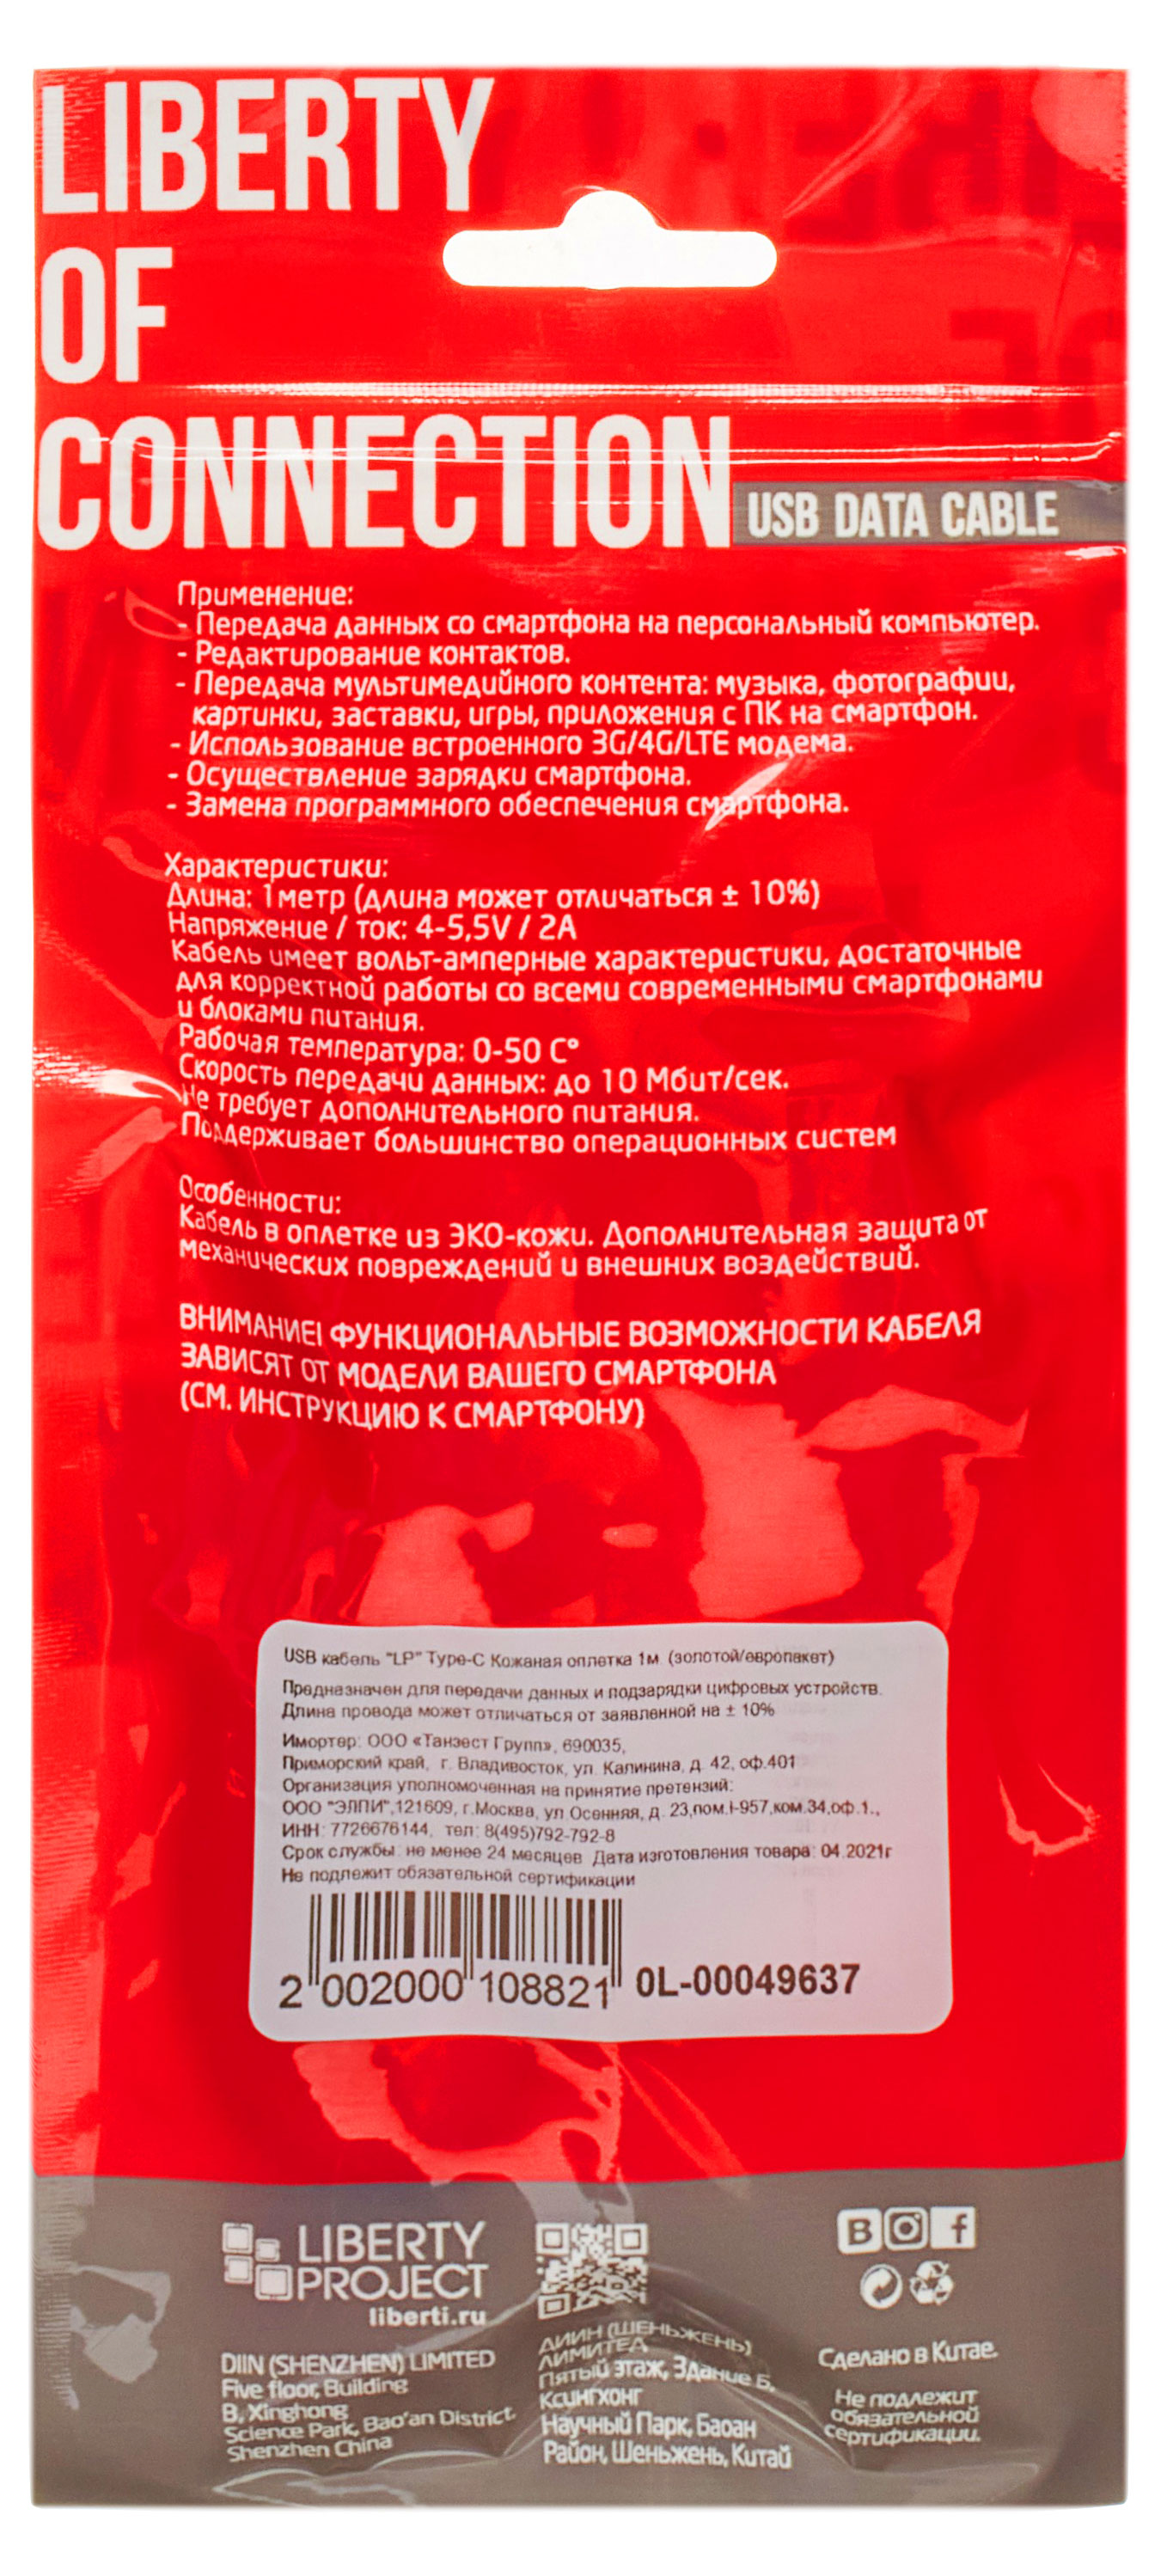 LIBERTY
OF
CONNECTION
USB DATA CABLE
Применение:
- Передача данных со смартфона на персональный компьютер.
- Редактирование контактов.
- Передача мультимедийного контента: музыка, фотографии,
картинки, заставки, игры, приложения с ПК на смартфон.
- Использование встроенного 3G/4G/LTE модема.
- Осуществление зарядки смартфона.
- Замена программного обеспечения смартфона.
Характеристики:
Длина: 1метр (длина может отличаться ± 10%)
Напряжение / ток: 4-5,5V / 2A
Кабель имеет вольт-амперные характеристики, достаточные
для корректной работы со всеми современными смартфонами
и блоками питания.
Рабочая температура: 0-50 C°
Скорость передачи данных: до 10 Мбит/сек.
Не требует дополнительного питания.
Поддерживает большинство операционных систем
Особенности:
Кабель в оплетке из ЭКО-кожи. Дополнительная защита от
механических повреждений и внешних воздействий.
ВНИМАНИЕ! ФУНКЦИОНАЛЬНЫЕ ВОЗМОЖНОСТИ КАБЕЛЯ
ЗАВИСЯТ ОТ МОДЕЛИ ВАШЕГО СМАРТФОНА
(СМ. ИНСТРУКЦИЮ К СМАРТФОНУ)
USB кабель "LP" Type-C Кожаная оплетка 1м. (золотой/европакет)
Предназначен для передачи данных и подзарядки цифровых устройств.
Длина провода может отличаться от заявленной на ± 10%
Имортер: ООО «Танзест Групп», 690035,
Приморский край, г. Владивосток, ул. Калинина, д. 42, оф.401
Организация уполномоченная на принятие претензий:
ООО "ЭЛПИ",121609, г.Москва, ул Осенняя, д. 23,пом.I-957,ком.34,оф.1.,
ИНН: 7726676144, тел: 8(495)792-792-8
Срок службы: не менее 24 месяцев Дата изготовления товара: 04.2021г
Не подлежит обязательной сертификации
2 002000 108821 0L-00049637
LIBERTY
PROJECT
liberti.ru
DIIN (SHENZHEN) LIMITED
Five floor, Building
B, Xinghong
Science Park, Bao'an District,
Shenzhen China
ДИИН (ШЕНЬЖЕНЬ)
ЛИМИТЕД
Пятый этаж, Здание Б,
Ксингхонг
Научный Парк, Баоан
Район, Шеньжень, Китай
B f
Сделано в Китае.
Не подлежит
обязательной
сертификации.